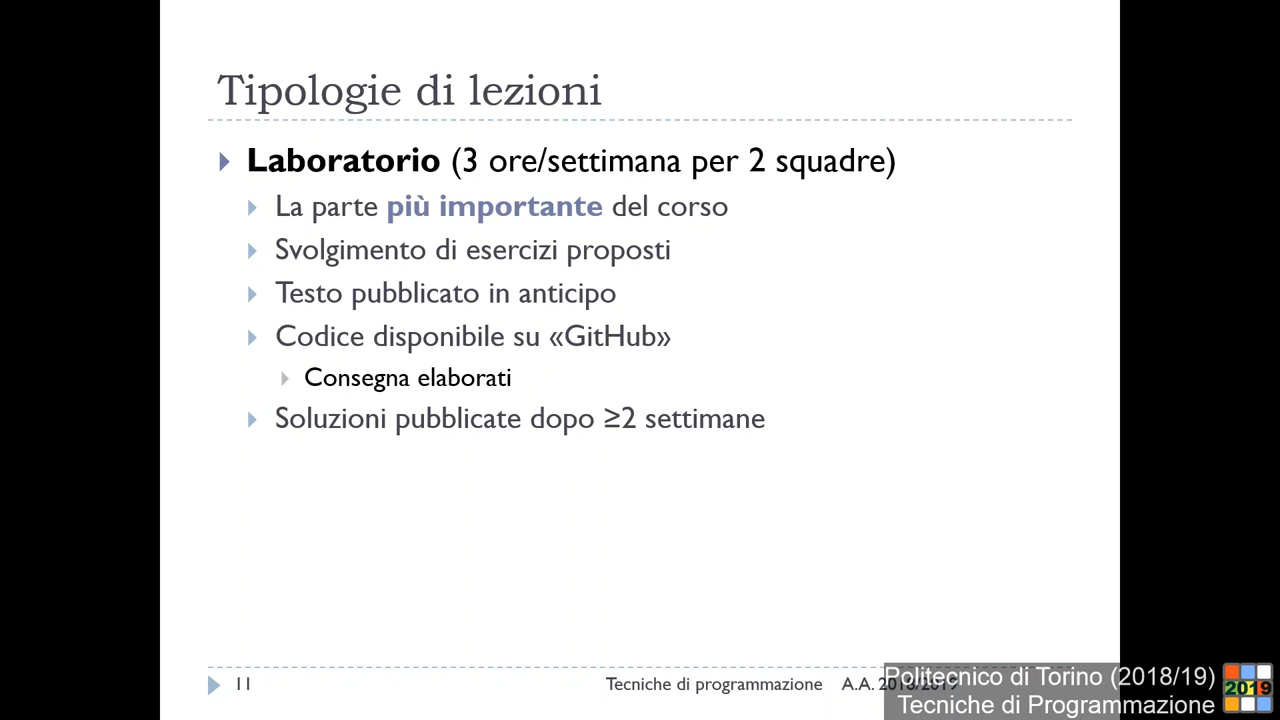 Tipologie di lezioni
Laboratorio (3 ore/settimana per 2 squadre)
La parte più importante del corso
Svolgimento di esercizi proposti
Testo pubblicato in anticipo
Codice disponibile su «GitHub»
Consegna elaborati
Soluzioni pubblicate dopo ≥2 settimane
11
Tecniche di programmazione A.A. 2018/2019
Politecnico di Torino (2018/19)
Tecniche di Programmazione
2019